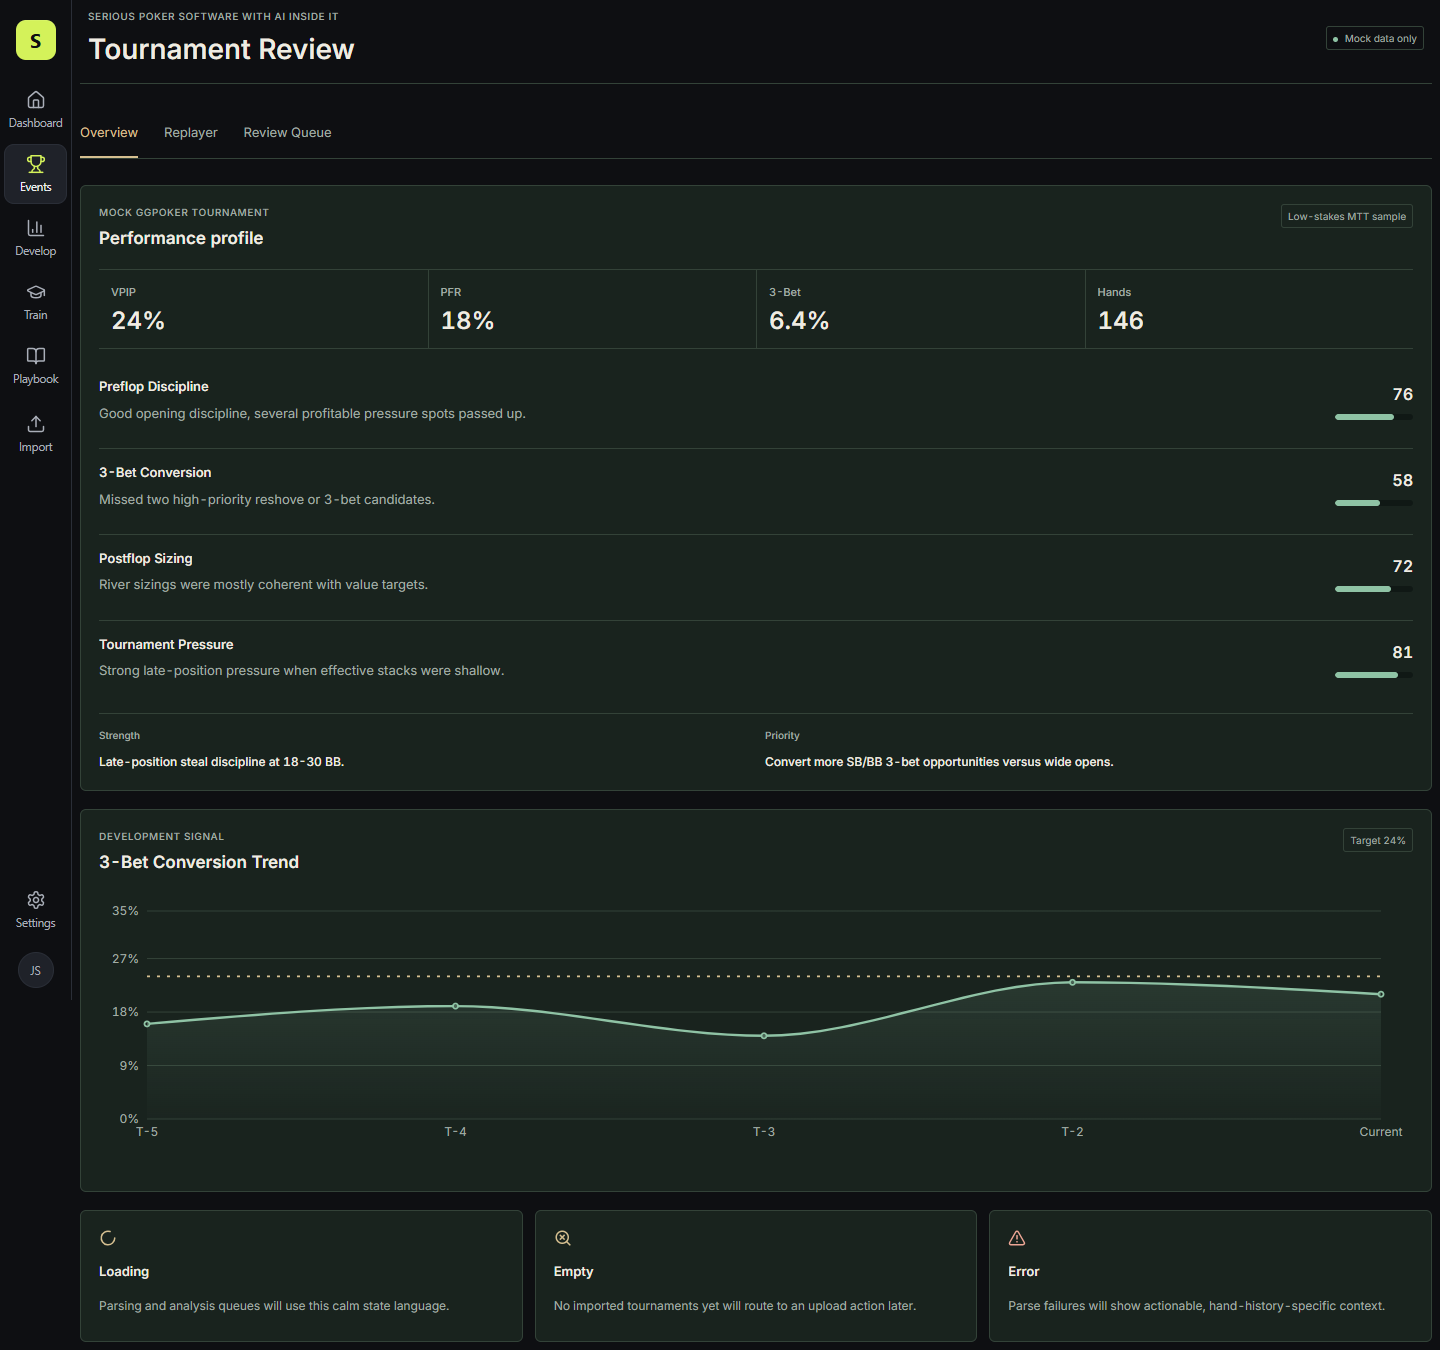 S
Dashboard
Events
Develop
Train
Playbook
Import
Settings
JS
SERIOUS POKER SOFTWARE WITH AI INSIDE IT
Tournament Review
Mock data only
Overview
Replayer
Review Queue
MOCK GGPOKER TOURNAMENT
Performance profile
Low-stakes MTT sample
VPIP
24%
PFR
18%
3-Bet
6.4%
Hands
146
Preflop Discipline
Good opening discipline, several profitable pressure spots passed up.
76
3-Bet Conversion
Missed two high-priority reshove or 3-bet candidates.
58
Postflop Sizing
River sizings were mostly coherent with value targets.
72
Tournament Pressure
Strong late-position pressure when effective stacks were shallow.
81
Strength
Late-position steal discipline at 18-30 BB.
Priority
Convert more SB/BB 3-bet opportunities versus wide opens.
DEVELOPMENT SIGNAL
3-Bet Conversion Trend
Target 24%
35%
27%
18%
9%
0%
T-5
T-4
T-3
T-2
Current
Loading
Parsing and analysis queues will use this calm state language.
Empty
No imported tournaments yet will route to an upload action later.
Error
Parse failures will show actionable, hand-history-specific context.